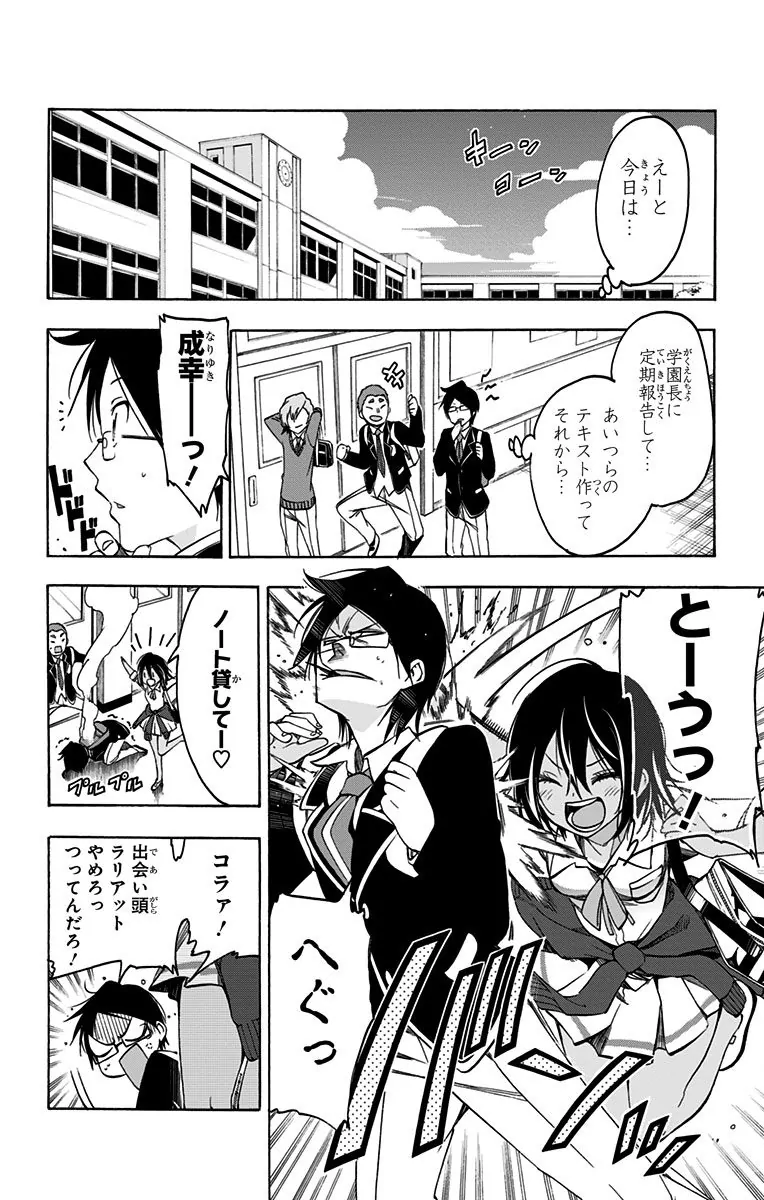 えーと
今日は…
キーン
コーン
学園長に
定期報告して…
あいつらの
テキスト作って
それから…
成幸――っ!
ドドドド
とーうっ!
へぐっ
ガッ
ノート貸してー♡
プルプル
コラァ!
出会い頭
ラリアット
やめろっ
つってんだろ!